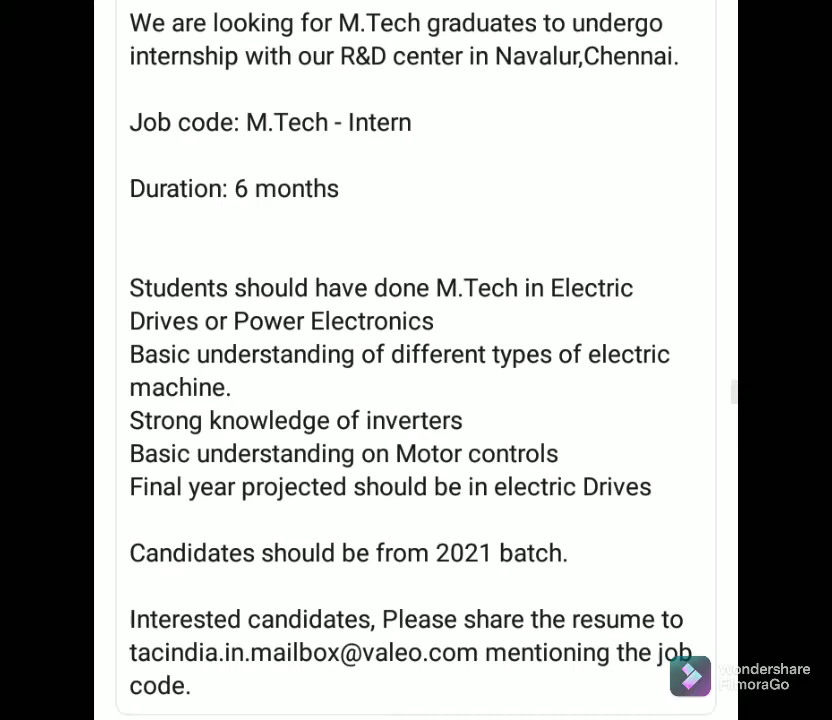 We are looking for M.Tech graduates to undergo
internship with our R&D center in Navalur,Chennai.
Job code: M.Tech - Intern
Duration: 6 months
Students should have done M.Tech in Electric
Drives or Power Electronics
Basic understanding of different types of electric
machine.
Strong knowledge of inverters
Basic understanding on Motor controls
Final year projected should be in electric Drives
Candidates should be from 2021 batch.
Interested candidates, Please share the resume to
tacindia.in.mailbox@valeo.com mentioning the job
code.
Wondershare
FilmoraGo